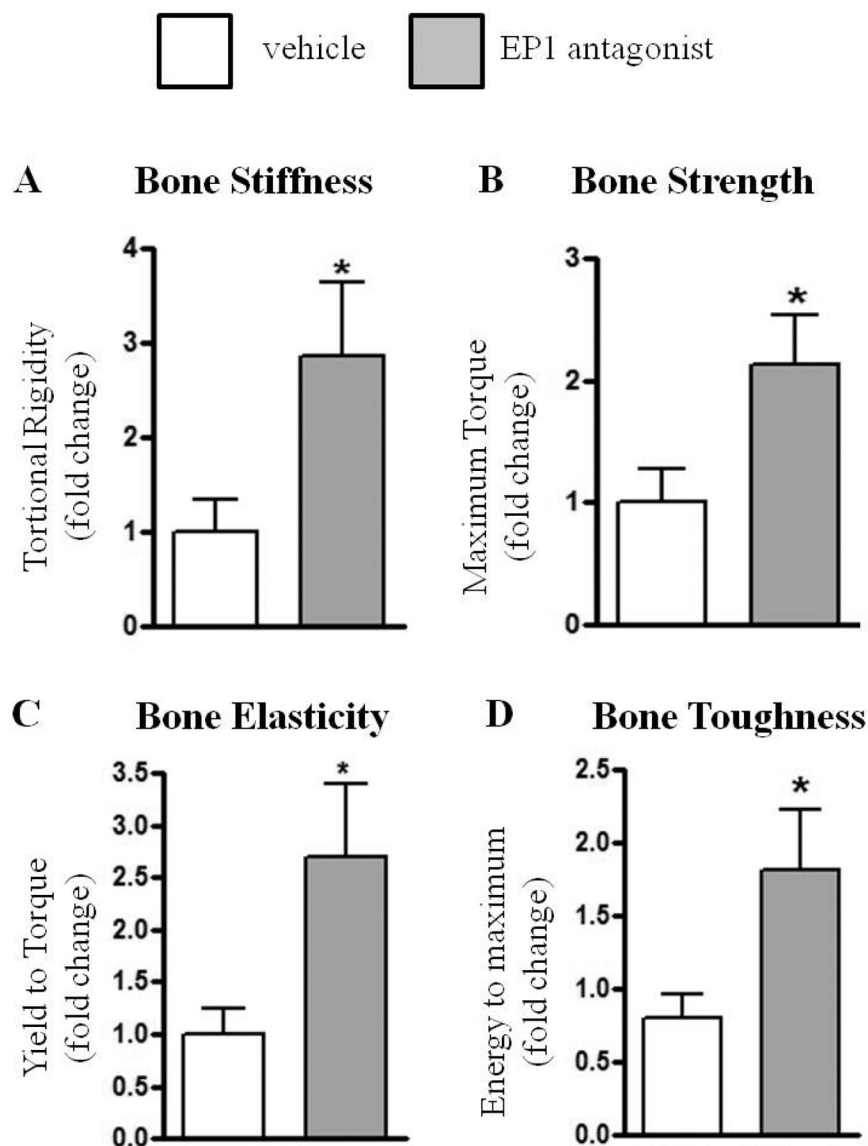 vehicle EP1 antagonist
A Bone Stiffness
Tortional Rigidity
(fold change)
4
3
2
1
0
*
B Bone Strength
Maximum Torque
(fold change)
3
2
1
0
*
C Bone Elasticity
Yield to Torque
(fold change)
3.5
3.0
2.5
2.0
1.5
1.0
0.5
0.0
*
D Bone Toughness
Energy to maximum
(fold change)
2.5
2.0
1.5
1.0
0.5
0.0
*